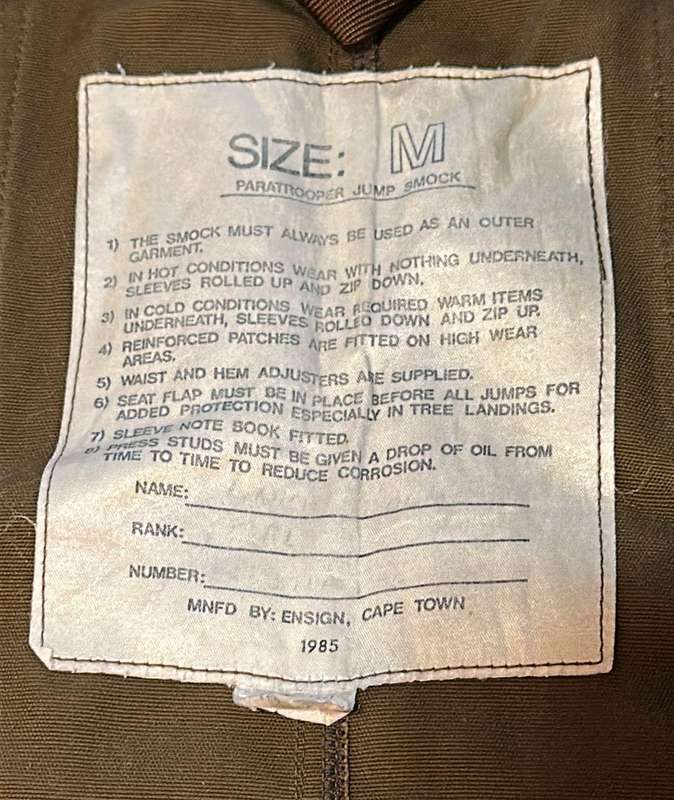 SIZE: M
PARATROOPER JUMP SMOCK
1) THE SMOCK MUST ALWAYS BE USED AS AN OUTER
GARMENT.
2) IN HOT CONDITIONS WEAR WITH NOTHING UNDERNEATH,
SLEEVES ROLLED UP AND ZIP DOWN.
3) IN COLD CONDITIONS WEAR REQUIRED WARM ITEMS
UNDERNEATH, SLEEVES ROLLED DOWN AND ZIP UP.
4) REINFORCED PATCHES ARE FITTED ON HIGH WEAR
AREAS.
5) WAIST AND HEM ADJUSTERS ARE SUPPLIED.
6) SEAT FLAP MUST BE IN PLACE BEFORE ALL JUMPS FOR
ADDED PROTECTION ESPECIALLY IN TREE LANDINGS.
7) SLEEVE NOTE BOOK FITTED.
8) PRESS STUDS MUST BE GIVEN A DROP OF OIL FROM
TIME TO TIME TO REDUCE CORROSION.
NAME:
RANK:
NUMBER:
MNFD BY: ENSIGN, CAPE TOWN
1985